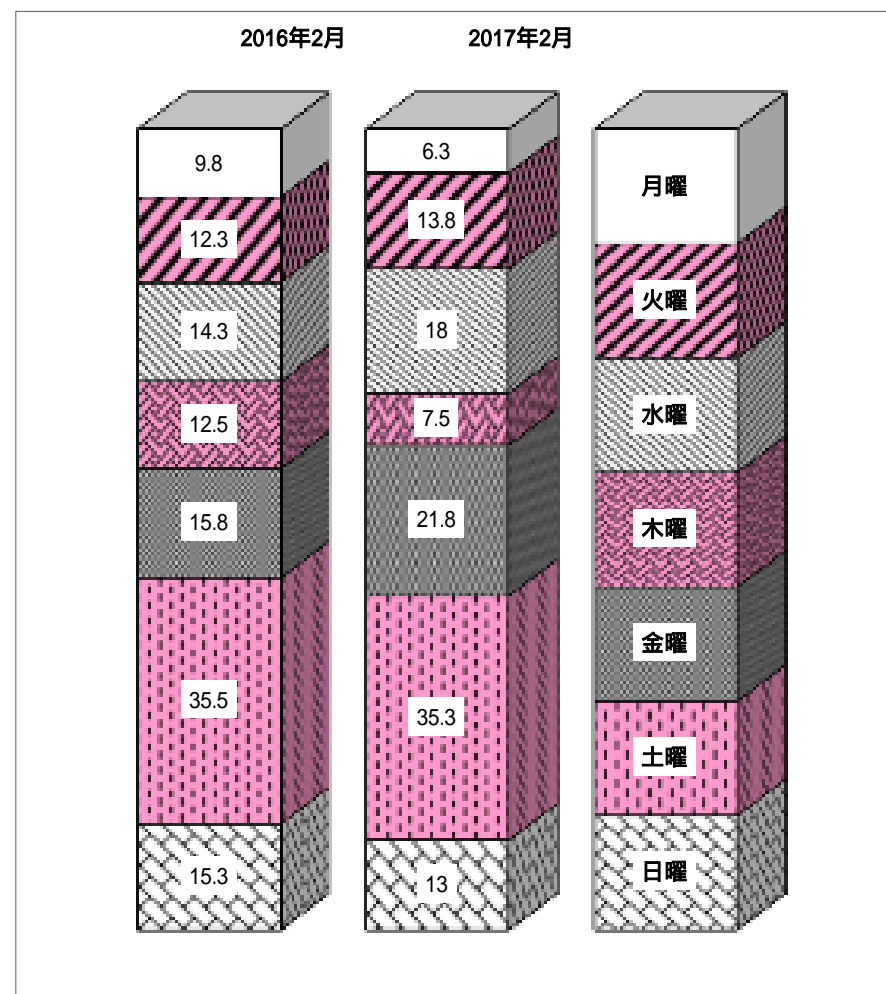 2016年2月 2017年2月
9.8 6.3 月曜
12.3 13.8 火曜
14.3 18 水曜
12.5 7.5 木曜
15.8 21.8 金曜
35.5 35.3 土曜
15.3 13 日曜